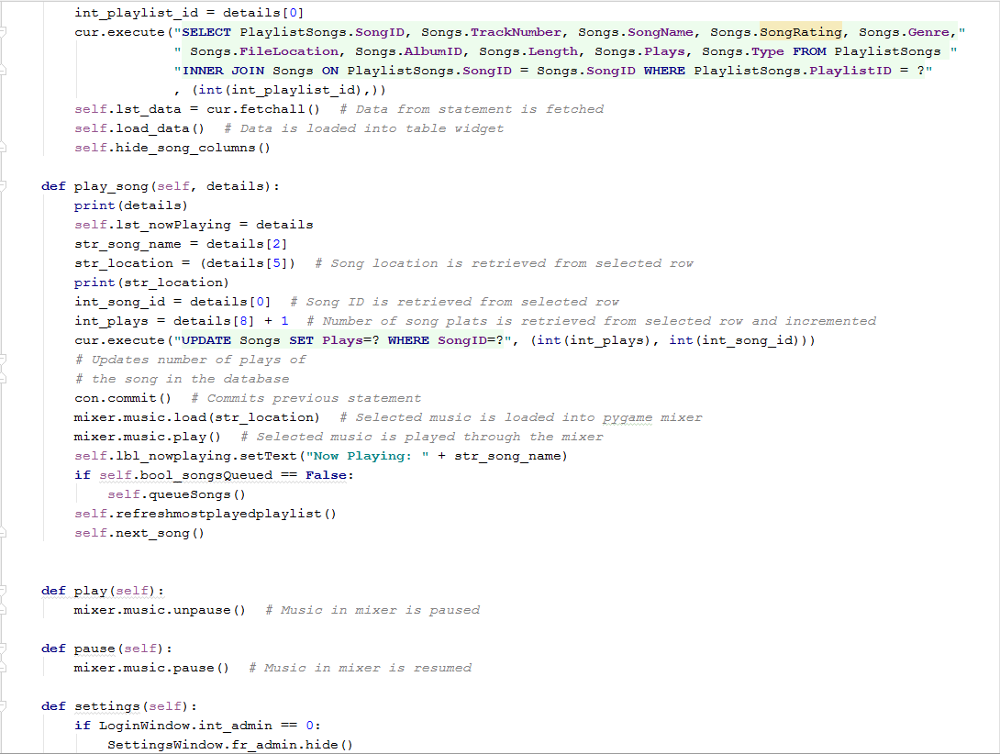 int_playlist_id = details[0]
cur.execute("SELECT PlaylistSongs.SongID, Songs.TrackNumber, Songs.SongName, Songs.SongRating, Songs.Genre,"
" Songs.FileLocation, Songs.AlbumID, Songs.Length, Songs.Plays, Songs.Type FROM PlaylistSongs "
"INNER JOIN Songs ON PlaylistSongs.SongID = Songs.SongID WHERE PlaylistSongs.PlaylistID = ?"
, (int(int_playlist_id),))
self.lst_data = cur.fetchall()  # Data from statement is fetched
self.load_data()  # Data is loaded into table widget
self.hide_song_columns()
def play_song(self, details):
print(details)
self.lst_nowPlaying = details
str_song_name = details[2]
str_location = (details[5])  # Song location is retrieved from selected row
print(str_location)
int_song_id = details[0]  # Song ID is retrieved from selected row
int_plays = details[8] + 1  # Number of song plats is retrieved from selected row and incremented
cur.execute("UPDATE Songs SET Plays=? WHERE SongID=?", (int(int_plays), int(int_song_id)))
# Updates number of plays of
# the song in the database
con.commit()  # Commits previous statement
mixer.music.load(str_location)  # Selected music is loaded into pygame mixer
mixer.music.play()  # Selected music is played through the mixer
self.lbl_nowplaying.setText("Now Playing: " + str_song_name)
if self.bool_songsQueued == False:
self.queueSongs()
self.refreshmostplayedplaylist()
self.next_song()
def play(self):
mixer.music.unpause()  # Music in mixer is paused
def pause(self):
mixer.music.pause()  # Music in mixer is resumed
def settings(self):
if LoginWindow.int_admin == 0:
SettingsWindow.fr_admin.hide()